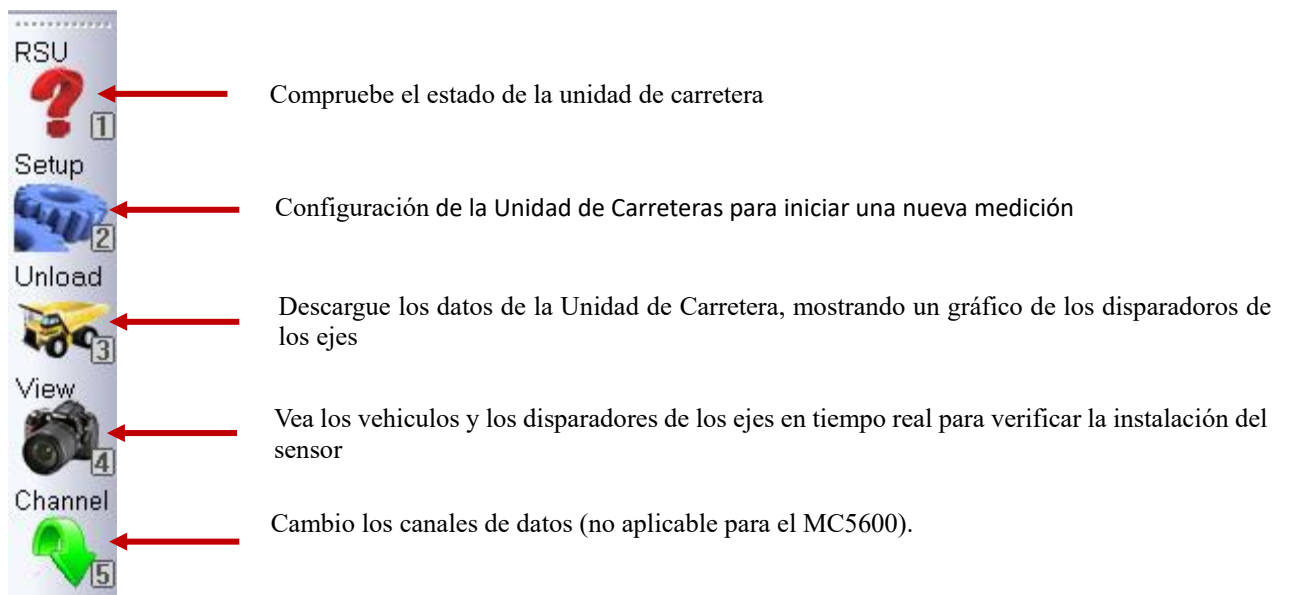 RSU
1
Compruebe el estado de la unidad de carretera
Setup
2
Configuración de la Unidad de Carreteras para iniciar una nueva medición
Unload
3
Descargue los datos de la Unidad de Carretera, mostrando un gráfico de los disparadoros de
los ejes
View
4
Vea los vehiculos y los disparadores de los ejes en tiempo real para verificar la instalación del
sensor
Channel
5
Cambio los canales de datos (no aplicable para el MC5600).